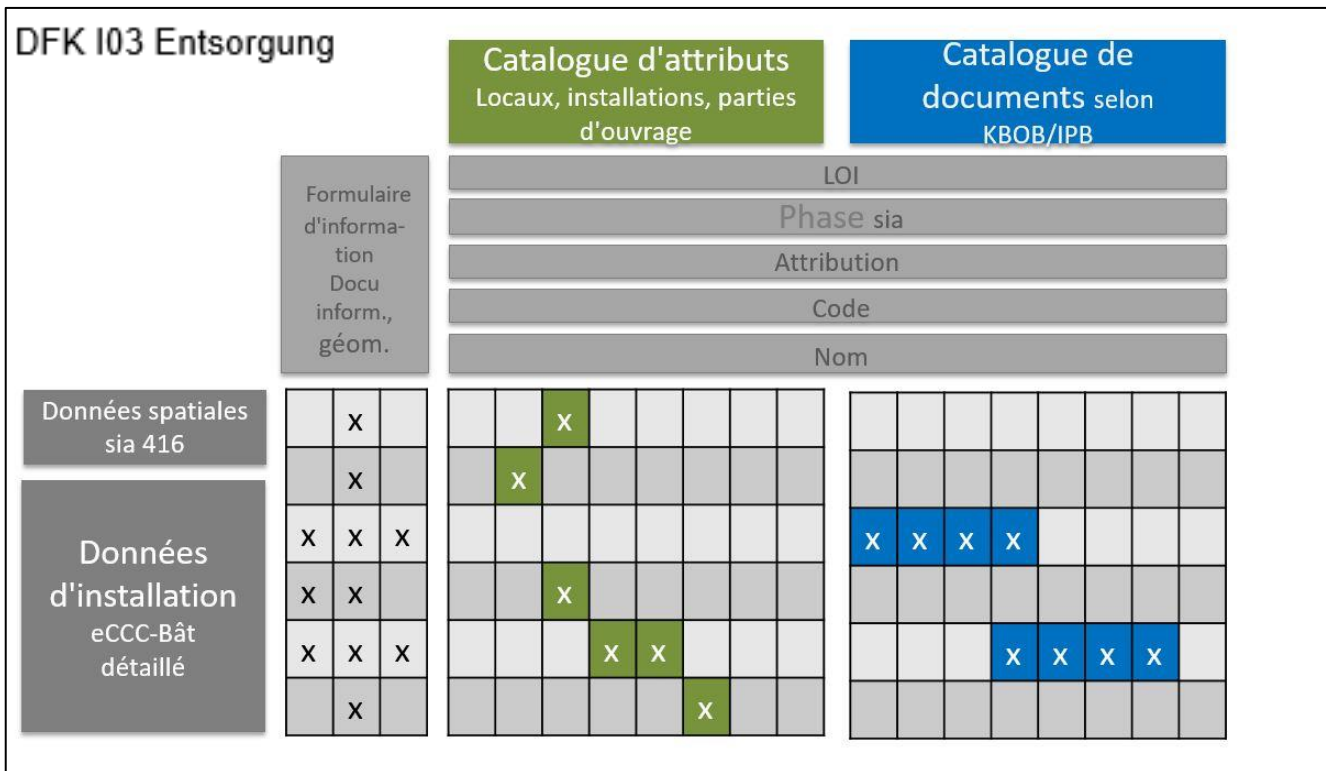 DFK I03 Entsorgung
Catalogue d'attributs
Locaux, installations, parties
d'ouvrage
Catalogue de
documents selon
KBOB/IPB
Formulaire
d'informa-
tion
Docu
inform.,
géom.
LOI
Phase sia
Attribution
Code
Nom
Données spatiales
sia 416
Données
d'installation
eCCC-Bât
détaillé
X X
X X
X X X X X X X
X X X
X X X X X X X X X
X X